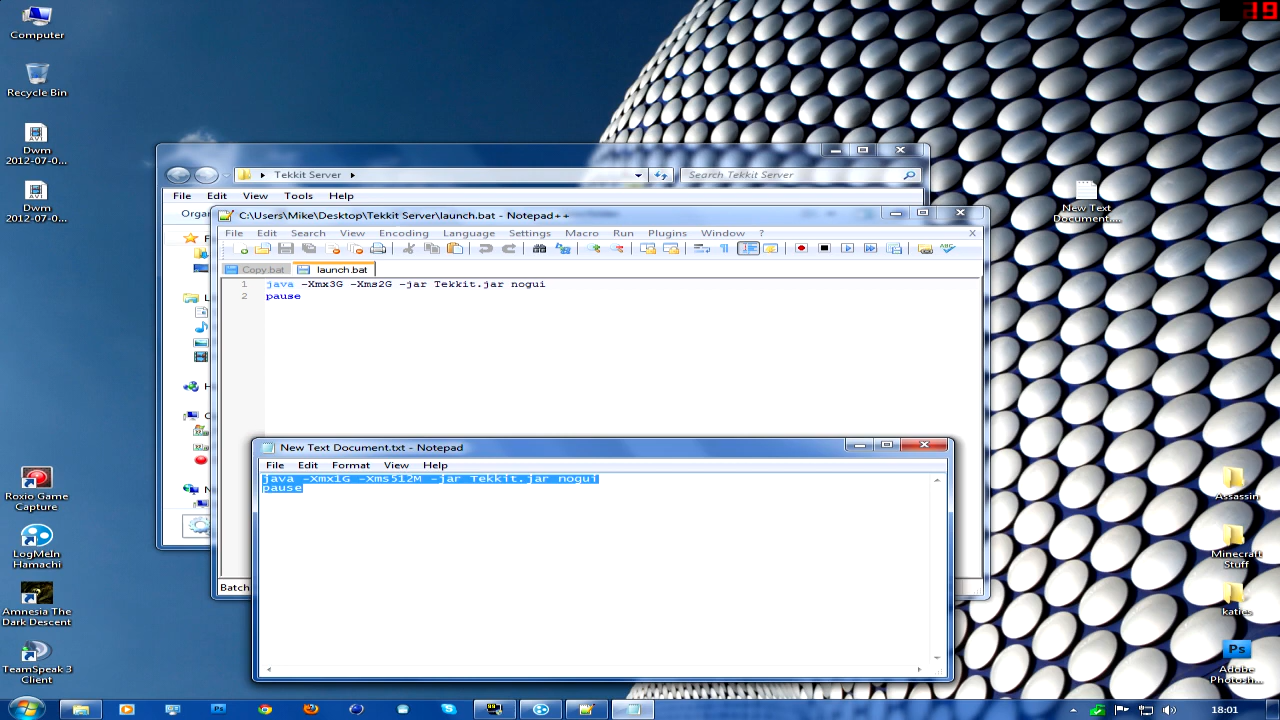 Computer
Recycle Bin
Dwm
2012-07-0...
Dwm
2012-07-0...
Roxio Game
Capture
LogMeIn
Hamachi
Amnesia The
Dark Descent
TeamSpeak 3
Client
19
New Text
Document....
Assassin
Minecraft
Stuff
katies
Ps
Adobe
Photosh...
Tekkit Server
Search Tekkit Server
File Edit View Tools Help
Organ
C:\Users\Mike\Desktop\Tekkit Server\launch.bat - Notepad++
File Edit Search View Encoding Language Settings Macro Run Plugins Window ? X
Copy.bat launch.bat
1 java -Xmx3G -Xms2G -jar Tekkit.jar nogui
2 pause
Batch
New Text Document.txt - Notepad
File Edit Format View Help
java -Xmx1G -Xms512M -jar Tekkit.jar nogui
pause
18:01